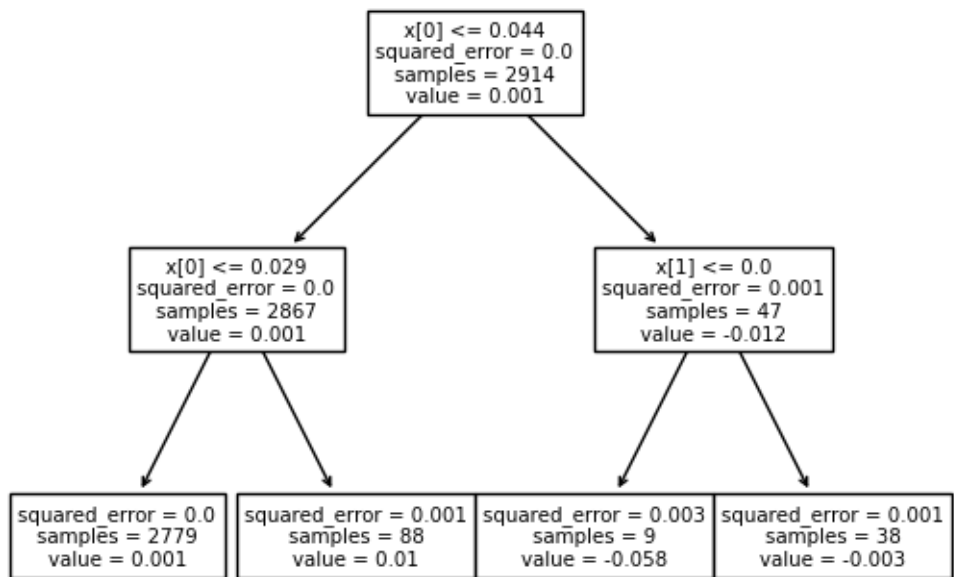 x[0] <= 0.044
squared_error = 0.0
samples = 2914
value = 0.001
x[0] <= 0.029
squared_error = 0.0
samples = 2867
value = 0.001
x[1] <= 0.0
squared_error = 0.001
samples = 47
value = -0.012
squared_error = 0.0
samples = 2779
value = 0.001
squared_error = 0.001
samples = 88
value = 0.01
squared_error = 0.003
samples = 9
value = -0.058
squared_error = 0.001
samples = 38
value = -0.003